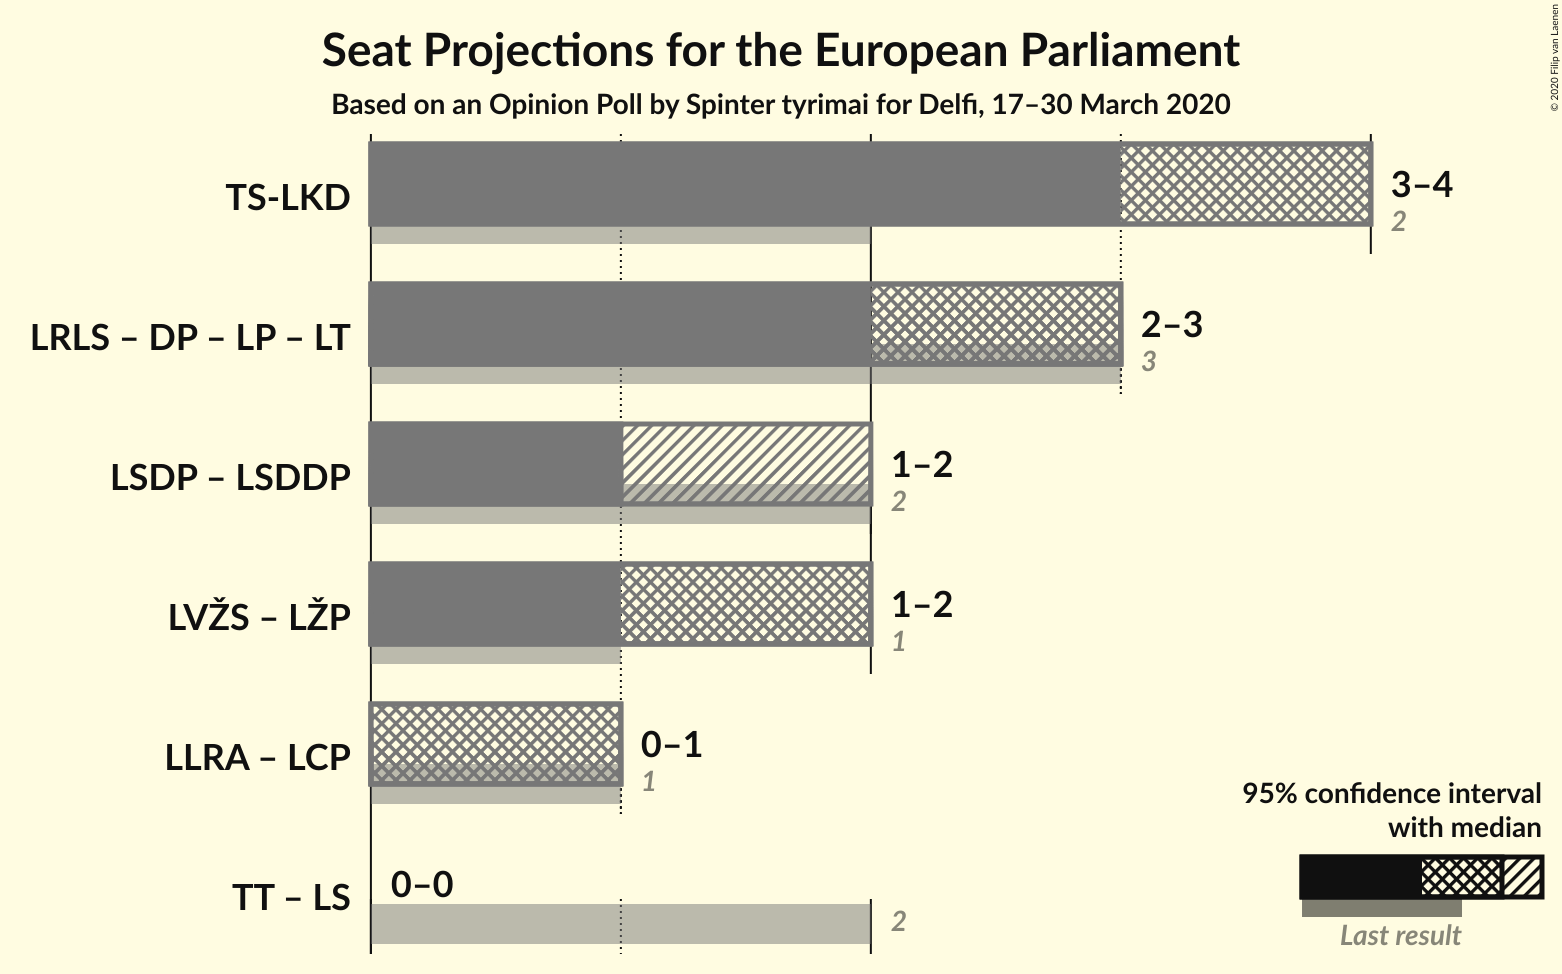 Seat Projections for the European Parliament
Based on an Opinion Poll by Spinter tyrimai for Delfi, 17–30 March 2020
© 2020 Filip van Laenen
TS-LKD
3–4
2
LRLS – DP – LP – LT
2–3
3
LSDP – LSDDP
1–2
2
LVŽS – LŽP
1–2
1
LLRA – LCP
0–1
1
TT – LS
0–0
2
95% confidence interval
with median
Last result